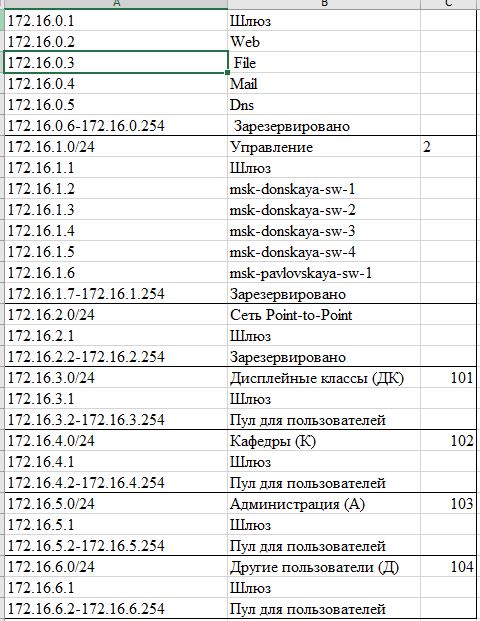 A B C
172.16.0.1 Шлюз
172.16.0.2 Web
172.16.0.3 File
172.16.0.4 Mail
172.16.0.5 Dns
172.16.0.6-172.16.0.254 Зарезервировано
172.16.1.0/24 Управление 2
172.16.1.1 Шлюз
172.16.1.2 msk-donskaya-sw-1
172.16.1.3 msk-donskaya-sw-2
172.16.1.4 msk-donskaya-sw-3
172.16.1.5 msk-donskaya-sw-4
172.16.1.6 msk-pavlovskaya-sw-1
172.16.1.7-172.16.1.254 Зарезервировано
172.16.2.0/24 Сеть Point-to-Point
172.16.2.1 Шлюз
172.16.2.2-172.16.2.254 Зарезервировано
172.16.3.0/24 Дисплейные классы (ДК) 101
172.16.3.1 Шлюз
172.16.3.2-172.16.3.254 Пул для пользователей
172.16.4.0/24 Кафедры (К) 102
172.16.4.1 Шлюз
172.16.4.2-172.16.4.254 Пул для пользователей
172.16.5.0/24 Администрация (А) 103
172.16.5.1 Шлюз
172.16.5.2-172.16.5.254 Пул для пользователей
172.16.6.0/24 Другие пользователи (Д) 104
172.16.6.1 Шлюз
172.16.6.2-172.16.6.254 Пул для пользователей